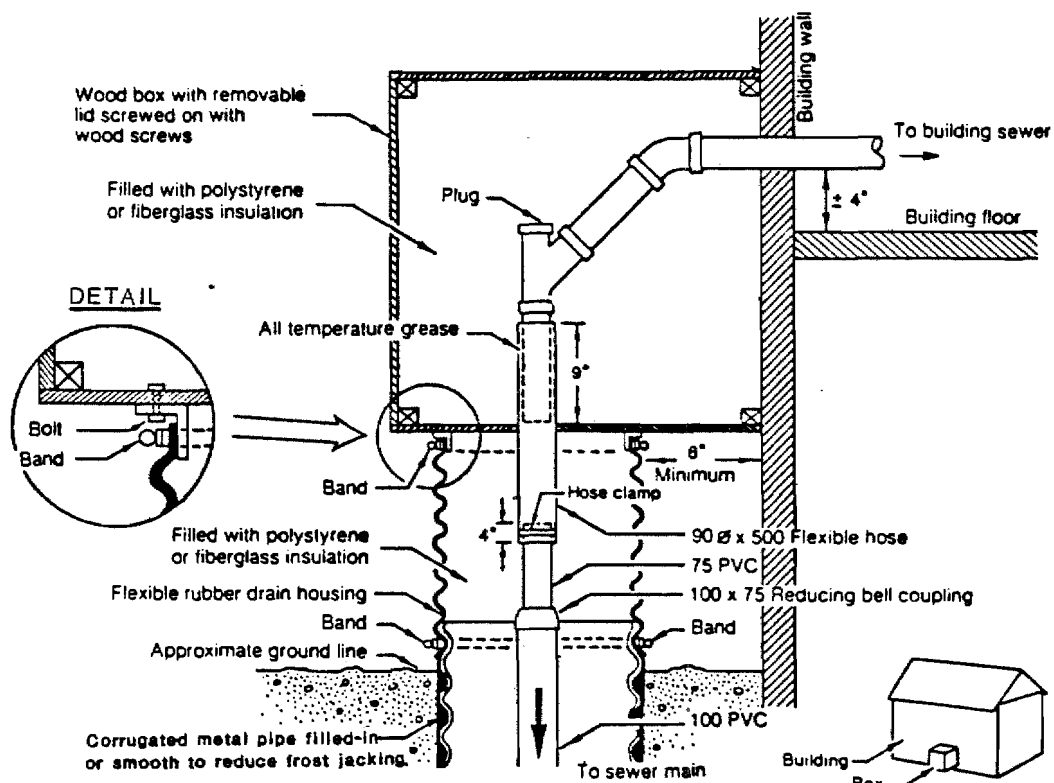 Building wall
Wood box with removable
lid screwed on with
wood screws
To building sewer
Filled with polystyrene
or fiberglass insulation
Plug
± 4"
Building floor
DETAIL
All temperature grease
9"
Bolt
Band
Band
6"
Minimum
Hose clamp
4"
Filled with polystyrene
or fiberglass insulation
90 Ø x 500 Flexible hose
75 PVC
Flexible rubber drain housing
100 x 75 Reducing bell coupling
Band
Band
Approximate ground line
100 PVC
Corrugated metal pipe filled-in
or smooth to reduce frost jacking
To sewer main
Building
Box